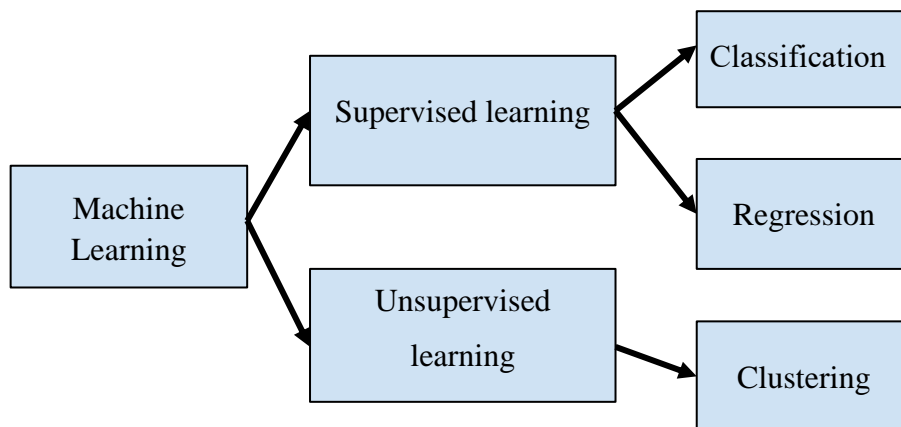 Machine
Learning
Supervised learning
Unsupervised
learning
Classification
Regression
Clustering